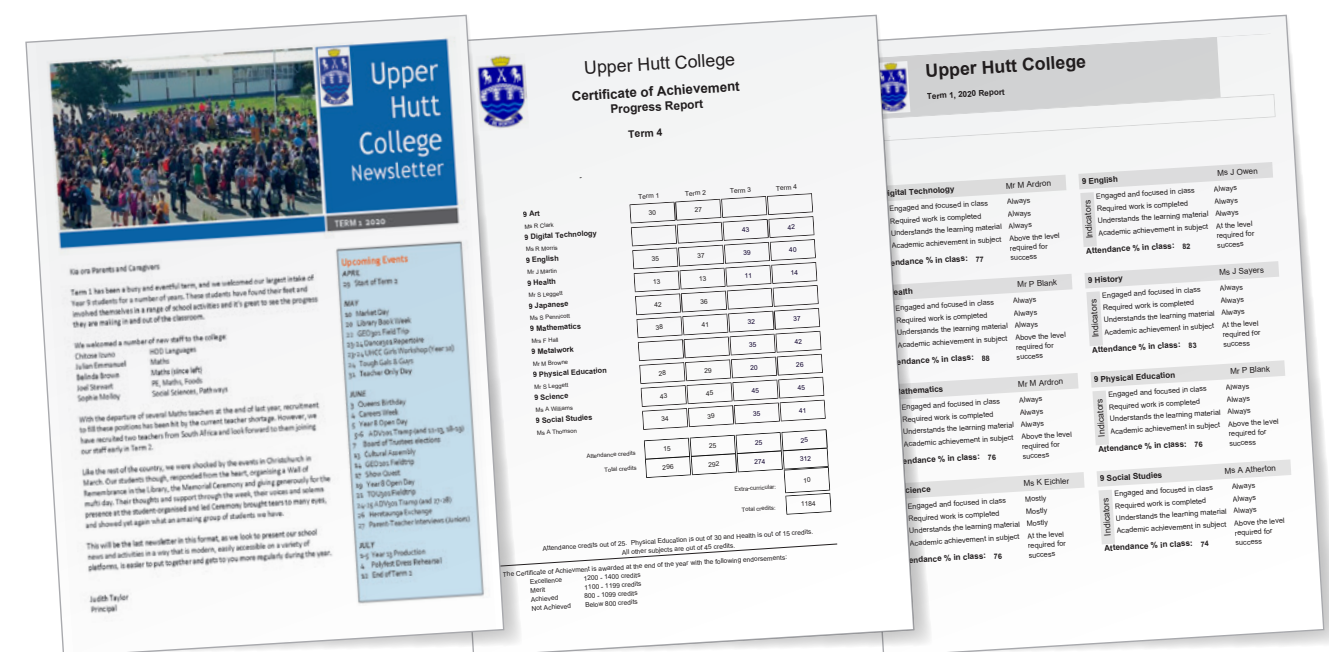 Upper
Hutt
College
Newsletter
TERM 1 2020
Kia ora Parents and Caregivers
Term 1 has been a busy and eventful term, and we welcomed our largest intake of
Year 9 students for a number of years. These students have found their feet and
involved themselves in a range of school activities and it's great to see the progress
they are making in and out of the classroom.
We welcomed a number of new staff to the college:
Chitose Izuno HOD Languages
Julian Emmanuel Maths
Belinda Brown Maths (since left)
Joel Stewart PE, Maths, Foods
Sophie Molloy Social Sciences, Pathways
With the departure of several Maths teachers at the end of last year, recruitment
to fill these positions has been hit by the current teacher shortage. However, we
have recruited two teachers from South Africa and look forward to them joining
our staff early in Term 2.
Like the rest of the country, we were shocked by the events in Christchurch in
March. Our students though, responded from the heart, organising a Wall of
Remembrance in the Library, the Memorial Ceremony and giving generously for the
multi day. Their thoughts and support through the week, their voices and solemn
presence at the student organised and led Ceremony brought tears to many eyes,
and showed yet again what an amazing group of students we have.
This will be the last newsletter in this format, as we look to present our school
news and activities in a way that is modern, easily accessible on a variety of
platforms, is easier to put together and gets to you more regularly during the year.
Judith Taylor
Principal
Upcoming Events
APRIL
Start of Term 2
MAY
Market Day
Library Book Week
Field Trip
Repertoire
UHCC Girls Workshop (Year 10)
Tough Gals & Guys
Teacher Only Day
JUNE
Queens Birthday
Careers Week
Year 8 Open Day
Tramp
Board of Trustees elections
Cultural Assembly
Fieldtrip
Show Quest
Year 8 Open Day
Fieldtrip
Tramp
Heretaunga Exchange
Parent-Teacher Interviews (Juniors)
JULY
Year 13 Production
Polyfest Dress Rehearsal
End of Term 2
Upper Hutt College
Certificate of Achievement
Progress Report
Term 4
Term 1 Term 2 Term 3 Term 4
9 Art 30 27
Ms R Clark
9 Digital Technology 43 42
Ms R Morris
9 English 35 37 39 40
Mr J Martin
9 Health 13 13 11 14
Mr S Leggett
9 Japanese 42 36
Ms S Pennicott
9 Mathematics 38 41 32 37
Mrs F Hall
9 Metalwork 35 42
Mr M Browne
9 Physical Education 28 29 20 26
Mr S Leggett
9 Science 43 45 45 45
Ms A Williams
9 Social Studies 34 39 35 41
Ms A Thomson
Attendance credits 15 25 25 25
Total credits 296 292 274 312
Extra-curricular: 10
Total credits: 1184
Attendance credits out of 25. Physical Education is out of 30 and Health is out of 15 credits.
All other subjects are out of 45 credits.
The Certificate of Achievment is awarded at the end of the year with the following endorsements:
Excellence 1200 - 1400 credits
Merit 1100 - 1199 credits
Achieved 800 - 1099 credits
Not Achieved Below 800 credits
Upper Hutt College
Term 1, 2020 Report
igital Technology Mr M Ardron
Engaged and focused in class Always
Required work is completed Always
Understands the learning material Always
Academic achievement in subject Above the level
required for
success
endance % in class: 77
ealth Mr P Blank
Engaged and focused in class Always
Required work is completed Always
Understands the learning material Always
Academic achievement in subject Above the level
required for
success
endance % in class: 88
athematics Mr M Ardron
Engaged and focused in class Always
Required work is completed Always
Understands the learning material Always
Academic achievement in subject Above the level
required for
success
endance % in class: 76
cience Ms K Eichler
Engaged and focused in class Mostly
Required work is completed Mostly
Understands the learning material Mostly
Academic achievement in subject At the level
required for
success
endance % in class: 76
9 English Ms J Owen
Indicators
Engaged and focused in class Always
Required work is completed Always
Understands the learning material Always
Academic achievement in subject At the level
required for
success
Attendance % in class: 82
9 History Ms J Sayers
Indicators
Engaged and focused in class Always
Required work is completed Always
Understands the learning material Always
Academic achievement in subject At the level
required for
success
Attendance % in class: 83
9 Physical Education Mr P Blank
Indicators
Engaged and focused in class Always
Required work is completed Always
Understands the learning material Always
Academic achievement in subject Above the level
required for
success
Attendance % in class: 76
9 Social Studies Ms A Atherton
Indicators
Engaged and focused in class Always
Required work is completed Always
Understands the learning material Always
Academic achievement in subject Above the level
required for
success
Attendance % in class: 74